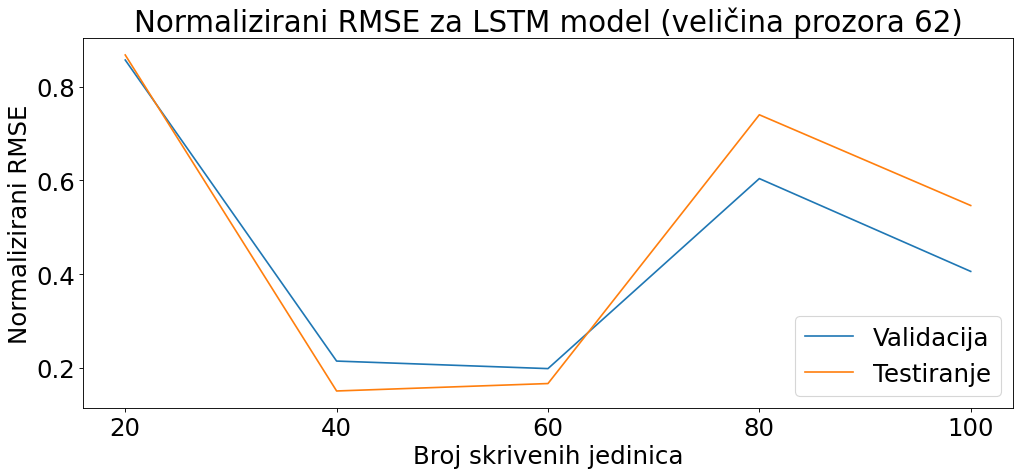 Normalizirani RMSE za LSTM model (veličina prozora 62)
Normalizirani RMSE
0.8
0.6
0.4
0.2
20 40 60 80 100
Broj skrivenih jedinica
Validacija
Testiranje